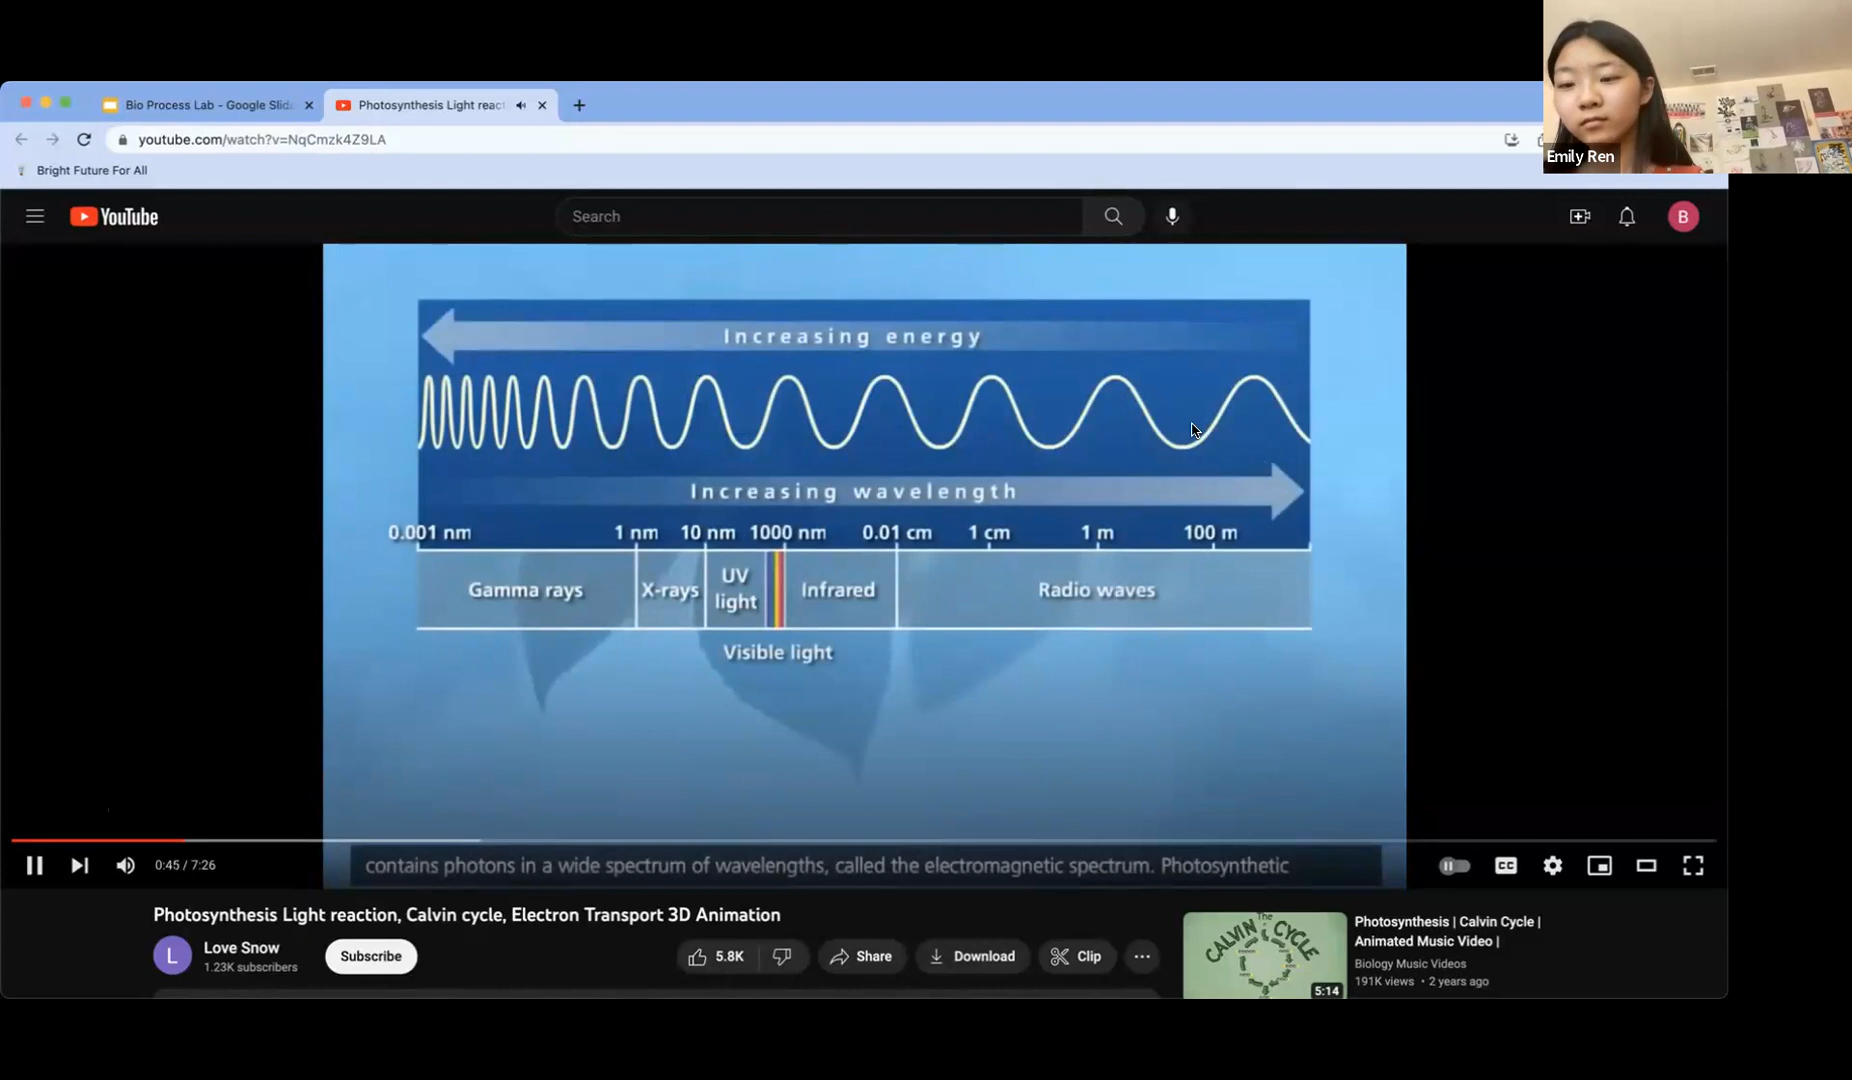 Emily Ren
Bio Process Lab - Google Slide
Photosynthesis Light react
youtube.com/watch?v=NqCmzk4Z9LA
Bright Future For All
YouTube
Search
B
Increasing energy
Increasing wavelength
0.001 nm 1 nm 10 nm 1000 nm 0.01 cm 1 cm 1 m 100 m
Gamma rays X-rays UV light Infrared Radio waves
Visible light
0:45 / 7:26
contains photons in a wide spectrum of wavelengths, called the electromagnetic spectrum. Photosynthetic
CC
Photosynthesis Light reaction, Calvin cycle, Electron Transport 3D Animation
L
Love Snow
1.23K subscribers
Subscribe
5.8K
Share
Download
Clip
The
CALVIN CYCLE
5:14
Photosynthesis | Calvin Cycle |
Animated Music Video |
Biology Music Videos
191K views • 2 years ago